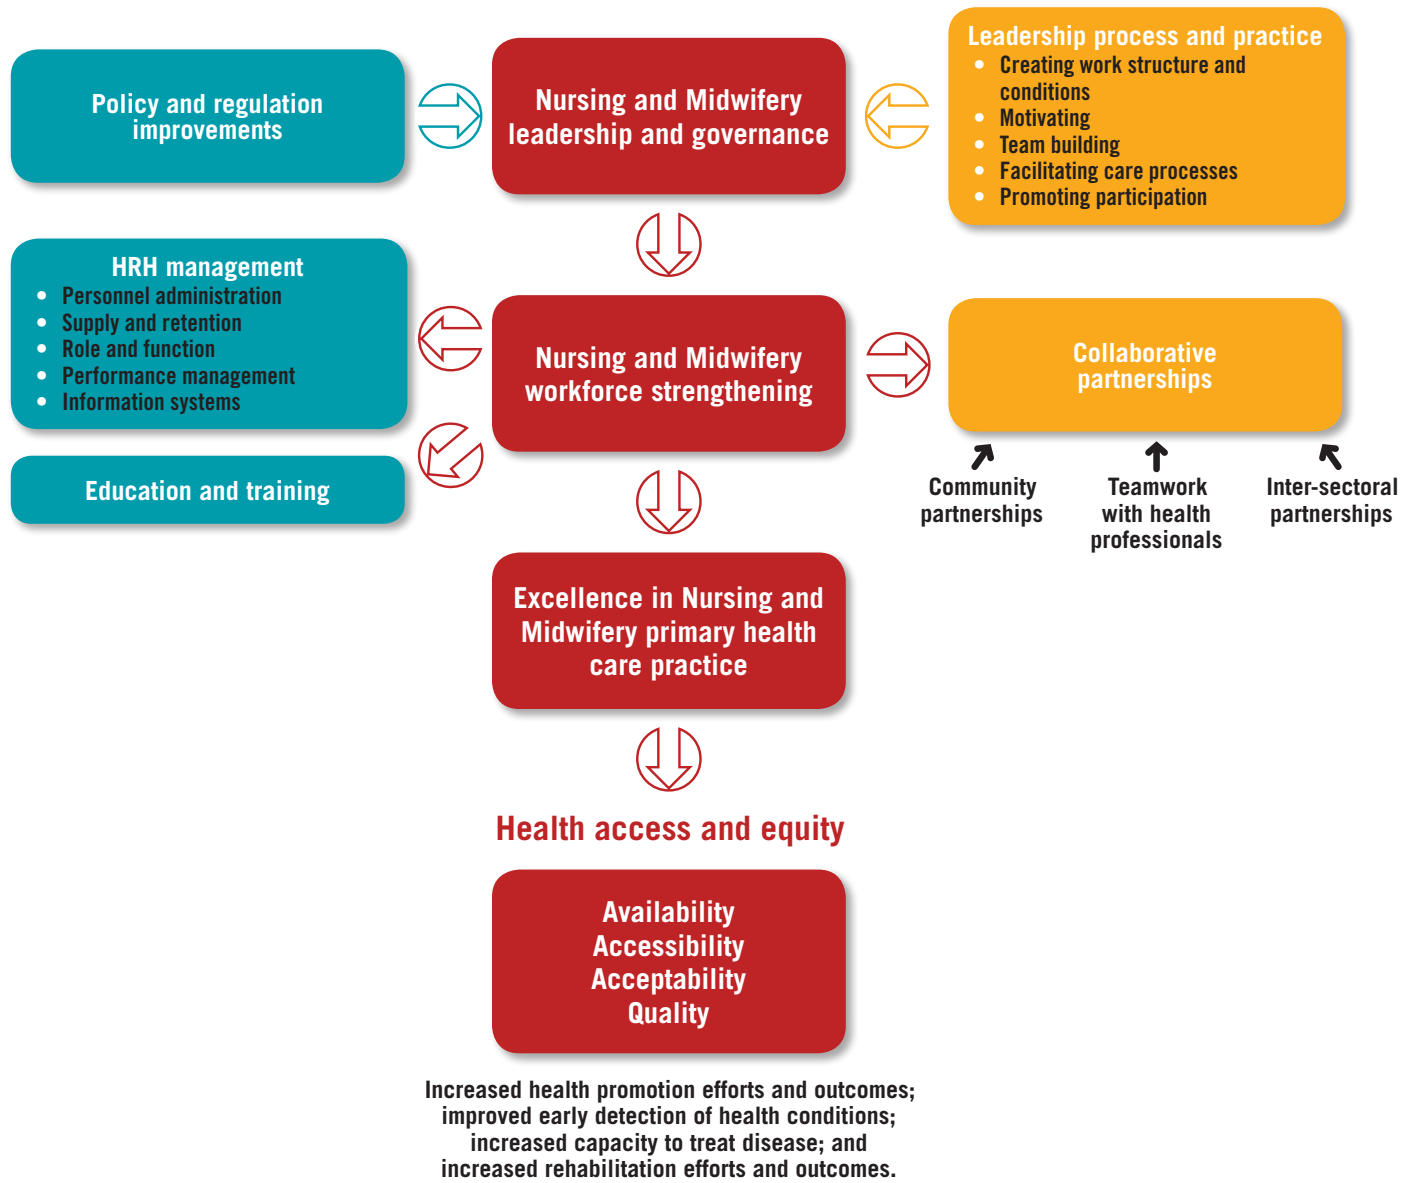 Policy and regulation
improvements
Nursing and Midwifery
leadership and governance
Leadership process and practice
• Creating work structure and
conditions
• Motivating
• Team building
• Facilitating care processes
• Promoting participation
HRH management
• Personnel administration
• Supply and retention
• Role and function
• Performance management
• Information systems
Nursing and Midwifery
workforce strengthening
Collaborative
partnerships
Education and training
Community
partnerships
Teamwork
with health
professionals
Inter-sectoral
partnerships
Excellence in Nursing and
Midwifery primary health
care practice
Health access and equity
Availability
Accessibility
Acceptability
Quality
Increased health promotion efforts and outcomes;
improved early detection of health conditions;
increased capacity to treat disease; and
increased rehabilitation efforts and outcomes.